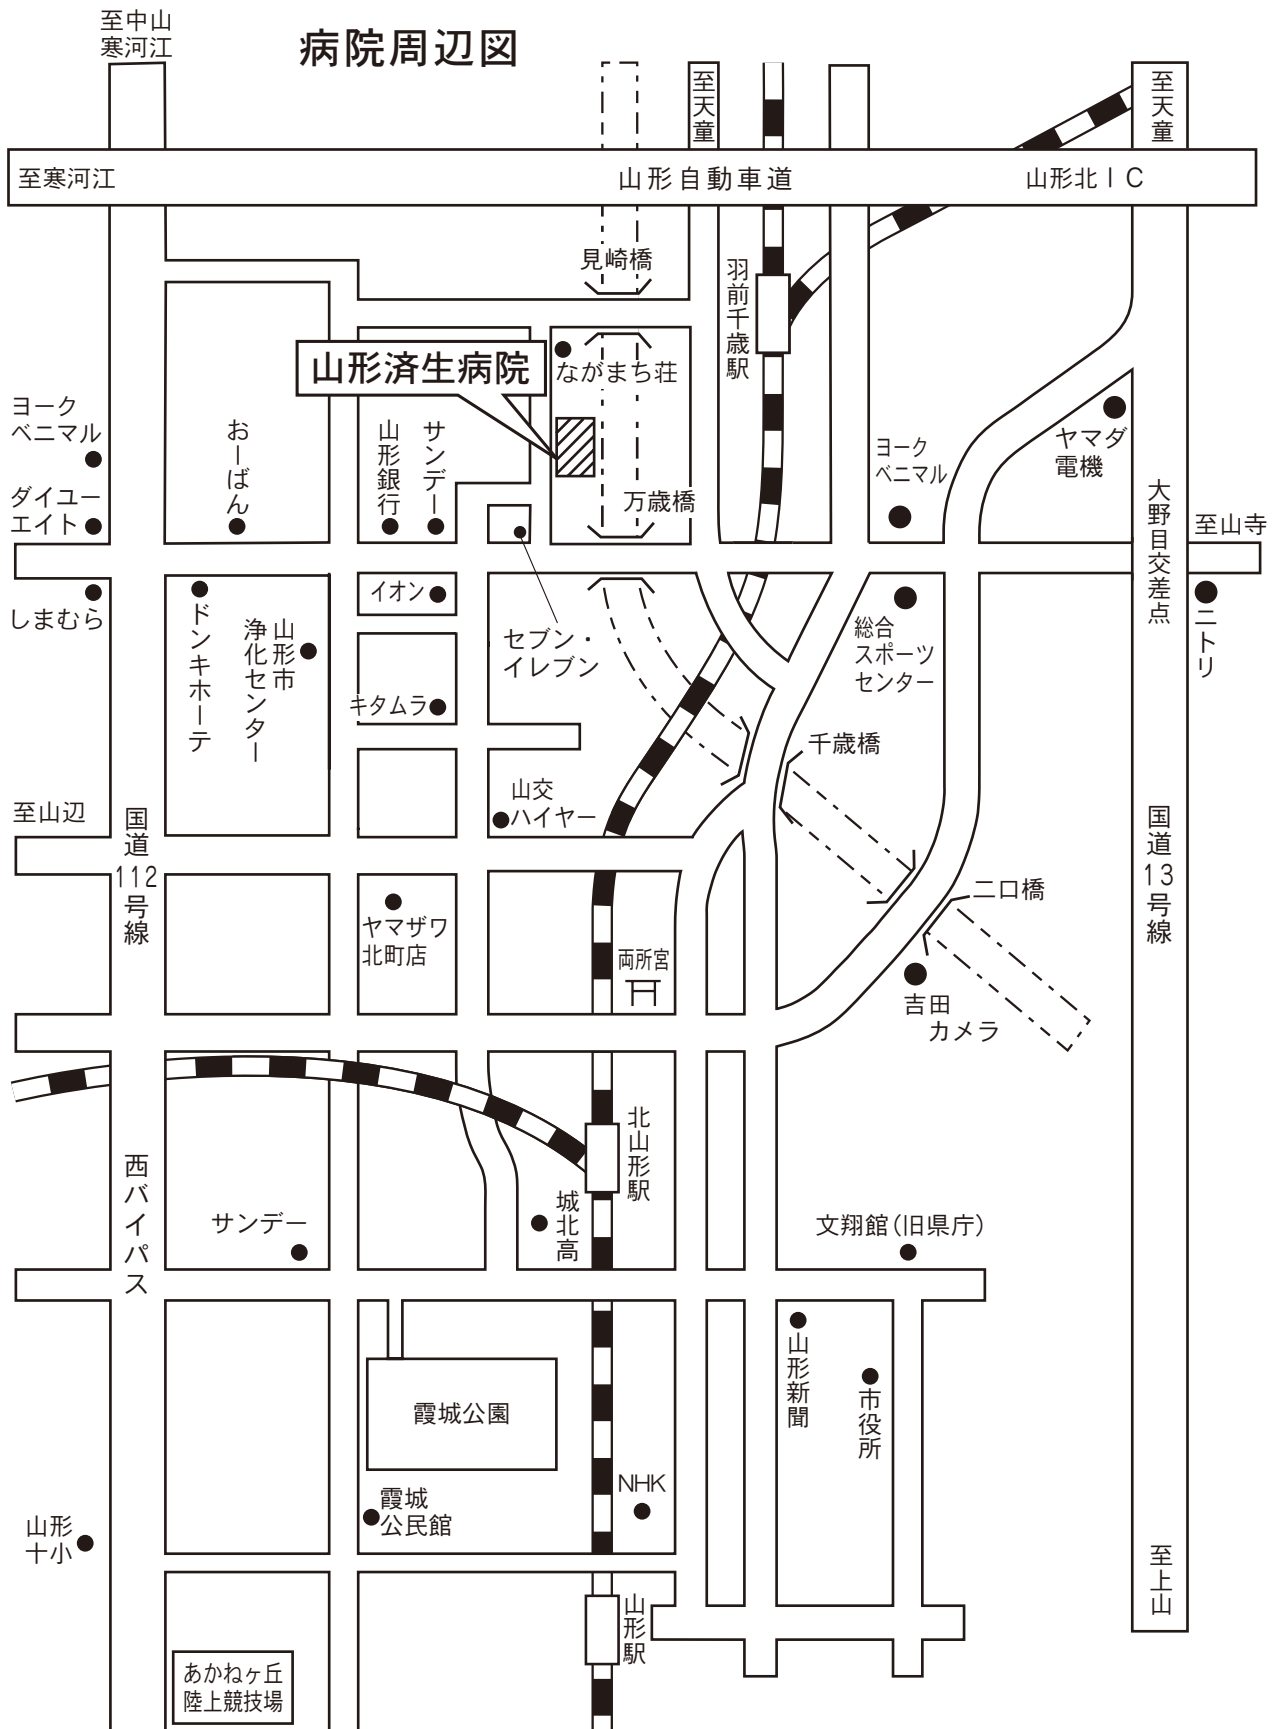 至中山
寒河江
病院周辺図
至天童
至天童
至寒河江
山形自動車道
山形北IC
見崎橋
羽前千歳駅
山形済生病院
ながまち荘
ヨーク
ベニマル
おーばん
山形銀行
サンデー
ヨーク
ベニマル
ヤマダ
電機
ダイユー
エイト
万歳橋
大野目交差点
至山寺
しまむら
ドンキホーテ
山形市
浄化センター
イオン
セブン・
イレブン
総合
スポーツ
センター
ニトリ
キタムラ
千歳橋
至山辺
国道112号線
山交
ハイヤー
国道13号線
ヤマザワ
北町店
両所宮
二口橋
吉田
カメラ
北山形駅
西バイパス
サンデー
城北高
文翔館(旧県庁)
山形新聞
市役所
霞城公園
霞城
公民館
NHK
山形
十小
至上山
山形駅
あかねヶ丘
陸上競技場